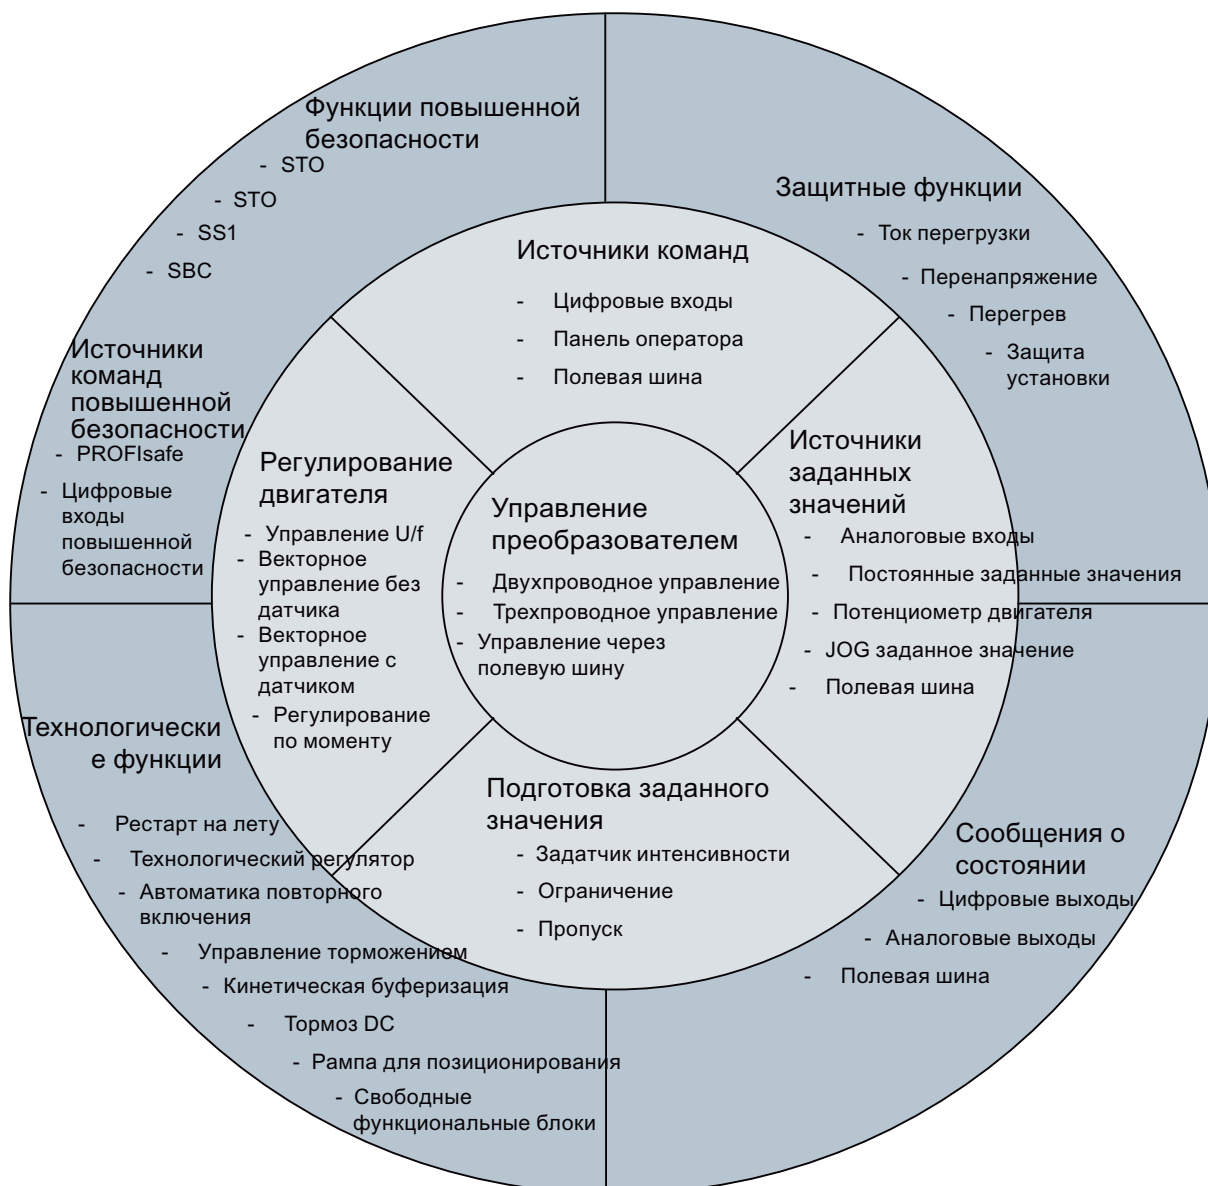 Функции повышенной
безопасности
- STO
- STO
- SS1
- SBC
Источники
команд
повышенной
безопасности
- PROFIsafe
- Цифровые
входы
повышенной
безопасности
Защитные функции
- Ток перегрузки
- Перенапряжение
- Перегрев
- Защита
установки
Источники команд
- Цифровые входы
- Панель оператора
- Полевая шина
Регулирование
двигателя
- Управление U/f
- Векторное
управление без
датчика
- Векторное
управление с
датчиком
- Регулирование
по моменту
Управление
преобразователем
- Двухпроводное управление
- Трехпроводное управление
- Управление через
полевую шину
Источники
заданных
значений
- Аналоговые входы
- Постоянные заданные значения
- Потенциометр двигателя
- JOG заданное значение
- Полевая шина
Подготовка заданного
значения
- Задатчик интенсивности
- Ограничение
- Пропуск
Технологически
е функции
- Рестарт на лету
- Технологический регулятор
- Автоматика повторного
включения
- Управление торможением
- Кинетическая буферизация
- Тормоз DC
- Рампа для позиционирования
- Свободные
функциональные блоки
Сообщения о
состоянии
- Цифровые выходы
- Аналоговые выходы
- Полевая шина